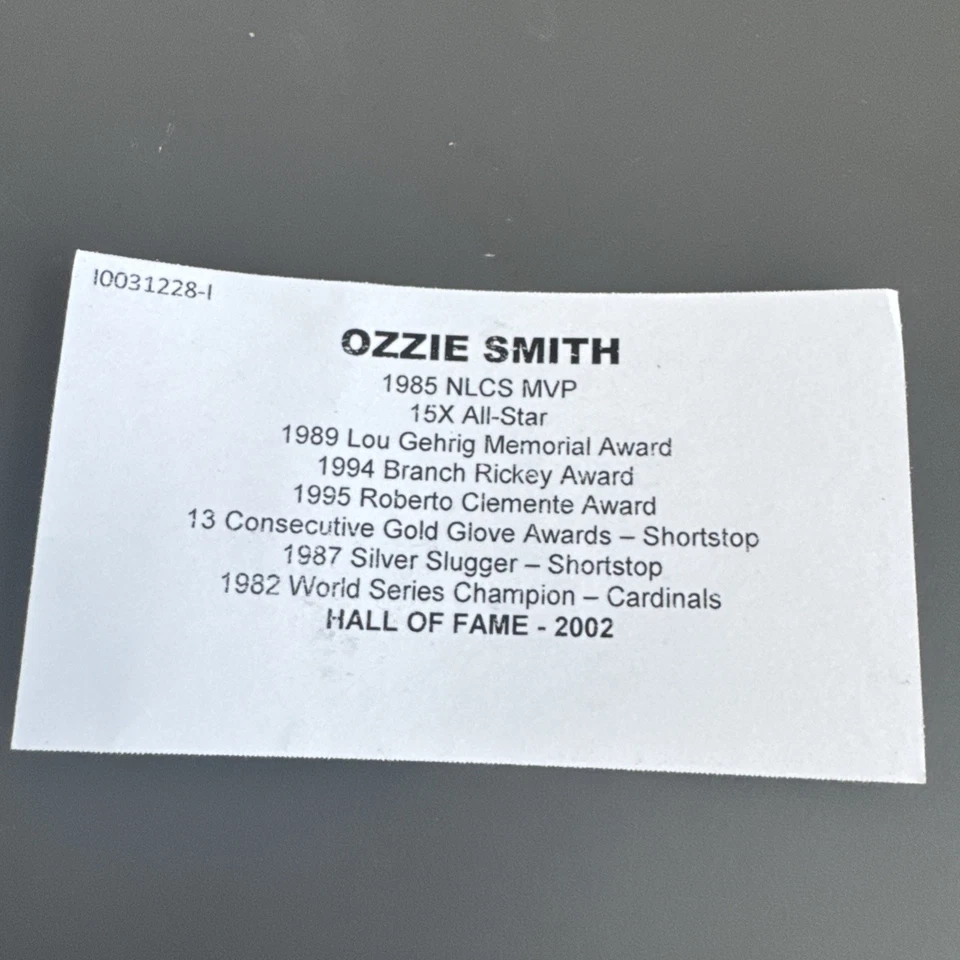 I0031228-I
OZZIE SMITH
1985 NLCS MVP
15X All-Star
1989 Lou Gehrig Memorial Award
1994 Branch Rickey Award
1995 Roberto Clemente Award
13 Consecutive Gold Glove Awards – Shortstop
1987 Silver Slugger – Shortstop
1982 World Series Champion – Cardinals
HALL OF FAME - 2002